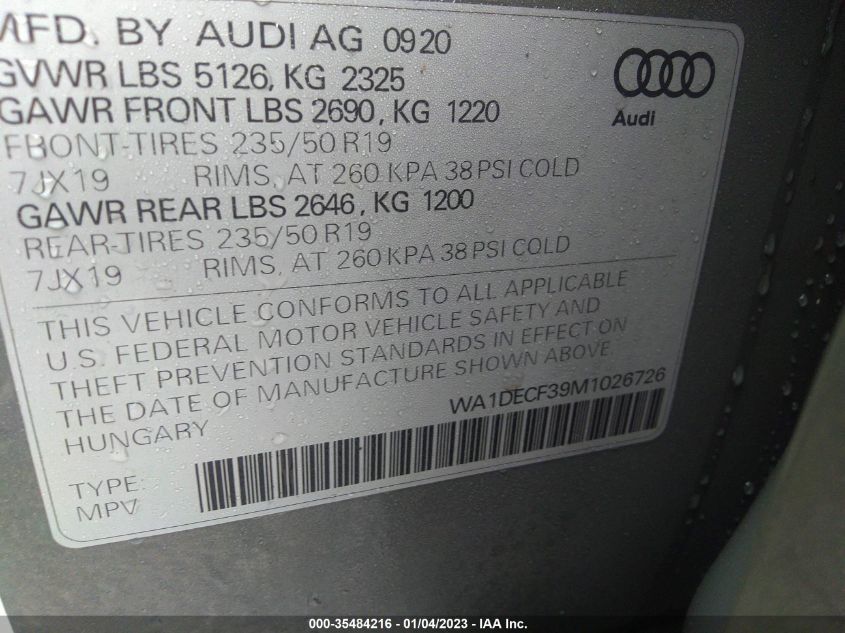 MFD. BY AUDI AG 0920
GVWR LBS 5126, KG 2325
GAWR FRONT LBS 2690, KG 1220
FRONT-TIRES 235/50 R19
7JX19 RIMS, AT 260 KPA 38 PSI COLD
GAWR REAR LBS 2646, KG 1200
REAR-TIRES 235/50 R19
7JX19 RIMS, AT 260 KPA 38 PSI COLD
Audi
THIS VEHICLE CONFORMS TO ALL APPLICABLE
U.S. FEDERAL MOTOR VEHICLE SAFETY AND
THEFT PREVENTION STANDARDS IN EFFECT ON
THE DATE OF MANUFACTURE SHOWN ABOVE
HUNGARY
WA1DECF39M1026726
TYPE:
MPV
000-35484216 - 01/04/2023 - IAA Inc.